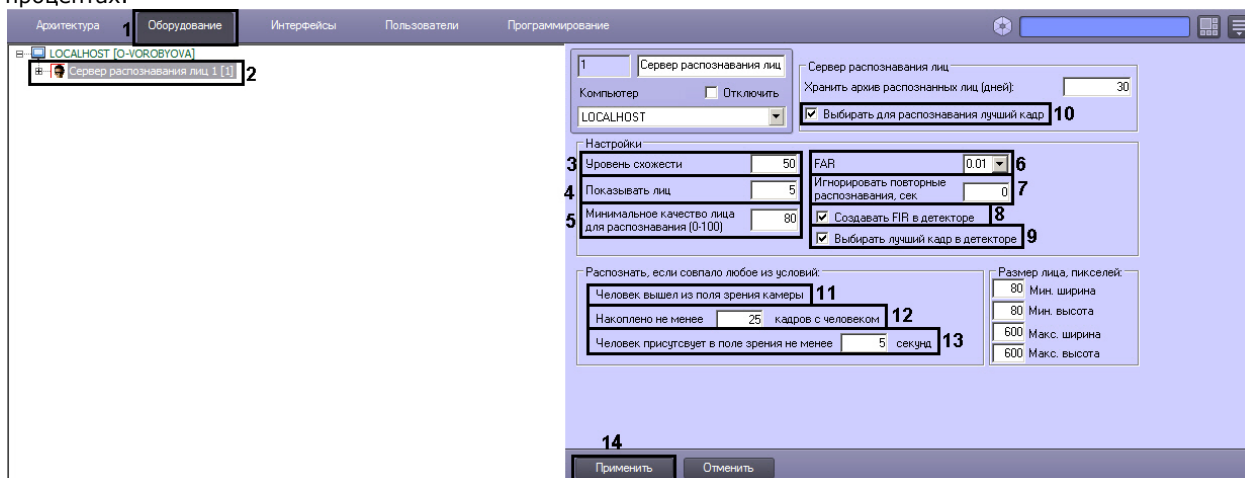 процентах.
Архитектура 1 Оборудование Интерфейсы Пользователи Программирование
LOCALHOST [O-VOROBYOVA]
Сервер распознавания лиц 1 [1] 2
1 Сервер распознавания лиц
Компьютер Отключить
LOCALHOST
Сервер распознавания лиц
Хранить архив распознанных лиц (дней): 30
Выбирать для распознавания лучший кадр 10
Настройки
3 Уровень схожести 50
4 Показывать лиц 5
5 Минимальное качество лица
для распознавания (0-100) 80
FAR 0.01 6
Игнорировать повторные
распознавания, сек 0 7
Создавать FIR в детекторе 8
Выбирать лучший кадр в детекторе 9
Распознать, если совпало любое из условий:
Человек вышел из поля зрения камеры 11
Накоплено не менее 25 кадров с человеком 12
Человек присутсвует в поле зрения не менее 5 секунд 13
Размер лица, пикселей:
80 Мин. ширина
80 Мин. высота
600 Макс. ширина
600 Макс. высота
14
Применить Отменить